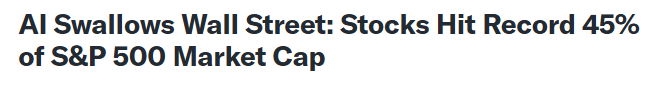 AI Swallows Wall Street: Stocks Hit Record 45%
of S&P 500 Market Cap